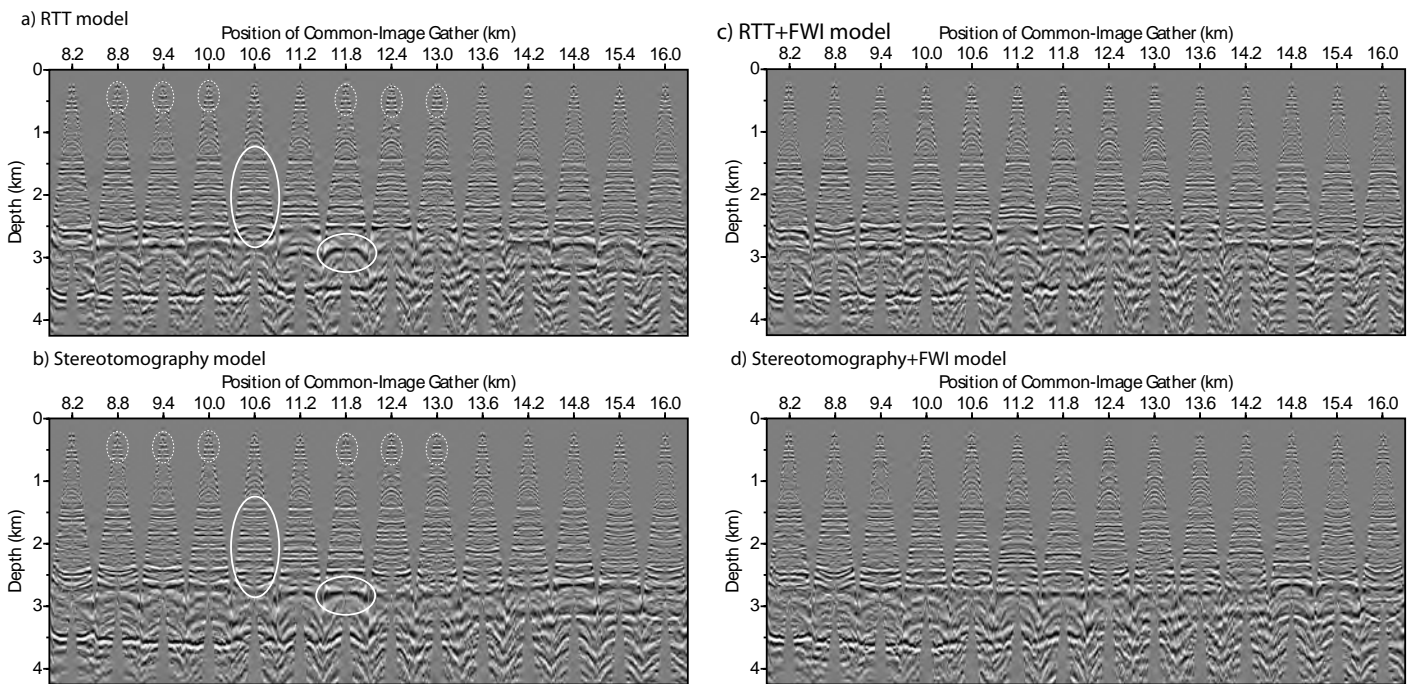 a) RTT model
Position of Common-Image Gather (km)
8.2 8.8 9.4 10.0 10.6 11.2 11.8 12.4 13.0 13.6 14.2 14.8 15.4 16.0
0
1
2
3
4
Depth (km)
b) Stereotomography model
Position of Common-Image Gather (km)
8.2 8.8 9.4 10.0 10.6 11.2 11.8 12.4 13.0 13.6 14.2 14.8 15.4 16.0
0
1
2
3
4
Depth (km)
c) RTT+FWI model
Position of Common-Image Gather (km)
8.2 8.8 9.4 10.0 10.6 11.2 11.8 12.4 13.0 13.6 14.2 14.8 15.4 16.0
0
1
2
3
4
Depth (km)
d) Stereotomography+FWI model
Position of Common-Image Gather (km)
8.2 8.8 9.4 10.0 10.6 11.2 11.8 12.4 13.0 13.6 14.2 14.8 15.4 16.0
0
1
2
3
4
Depth (km)